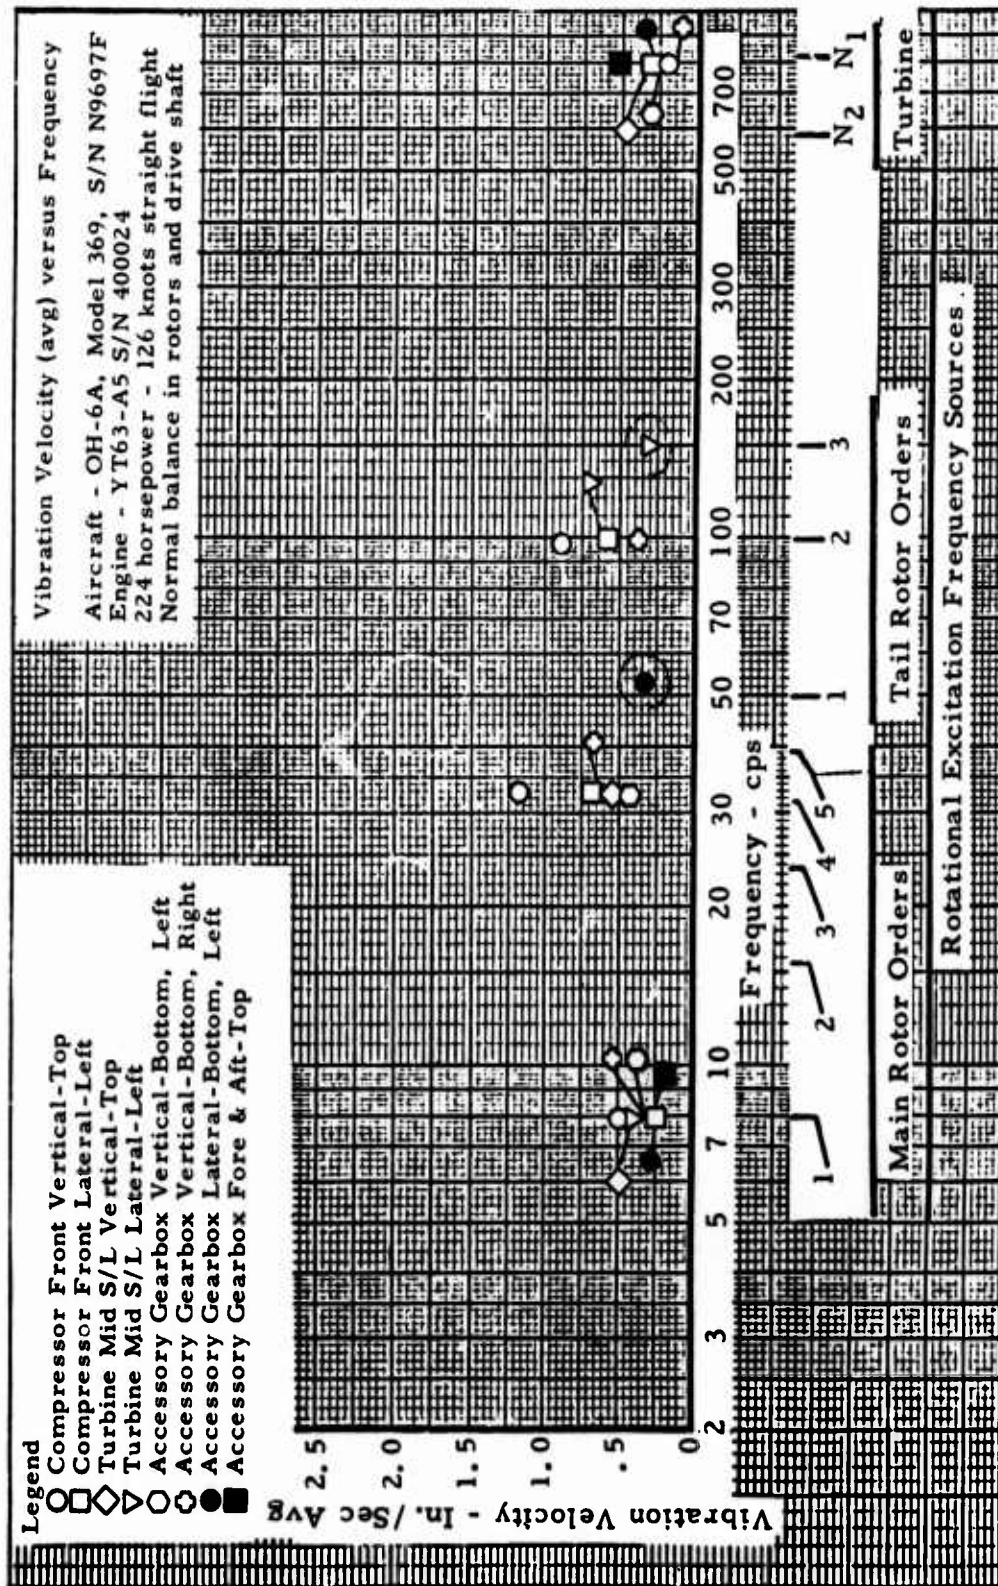 Vibration Velocity (avg) versus Frequency
Aircraft - OH-6A, Model 369, S/N N9697F
Engine - YT63-A5 S/N 400024
224 horsepower - 126 knots straight flight
Normal balance in rotors and drive shaft
Legend
Compressor Front Vertical-Top
Compressor Front Lateral-Left
Turbine Mid S/L Vertical-Top
Turbine Mid S/L Lateral-Left
Accessory Gearbox Vertical-Bottom, Left
Accessory Gearbox Vertical-Bottom, Right
Accessory Gearbox Lateral-Bottom, Left
Accessory Gearbox Fore & Aft-Top
Vibration Velocity - In./Sec Avg
2.5
2.0
1.5
1.0
.5
0
2 3 5 7 10 20 30 50 70 100 200 300 500 700
Frequency - cps
1 2 3 4 5 1 2 3 N2 N1
Main Rotor Orders Tail Rotor Orders Turbine
Rotational Excitation Frequency Sources.